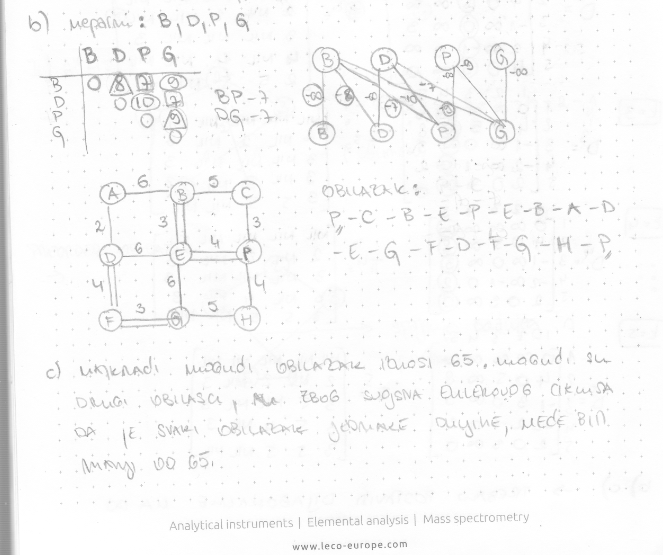 b) neparni : B, D, P, G
B D P G
B 0 8 7 9
D 0 10 7
P 0 9
G 0
BP-7
DG-7
B D P G
-∞ -8 -∞ -7 -10 -∞ -9 -7 -9 -∞
B D P G
A 6 B 5 C
2 3 3
D 6 E 4 P
4 6 4
F 3 G 5 H
OBILAZAK:
P-C-B-E-P-E-B-A-D
-E-G-F-D-F-G-H-P
c) najkraći mogući OBILAZAK iznosi 65, mogući su
DRUGI OBILASCI, ALI ZBOG SVOJSTVA EULEROVOG CIKLUSA
DA JE SVAKI OBILAZAK JEDNAKE DULJINE, NEĆE BITI
manji OD 65.
Analytical instruments | Elemental analysis | Mass spectrometry
www.leco-europe.com